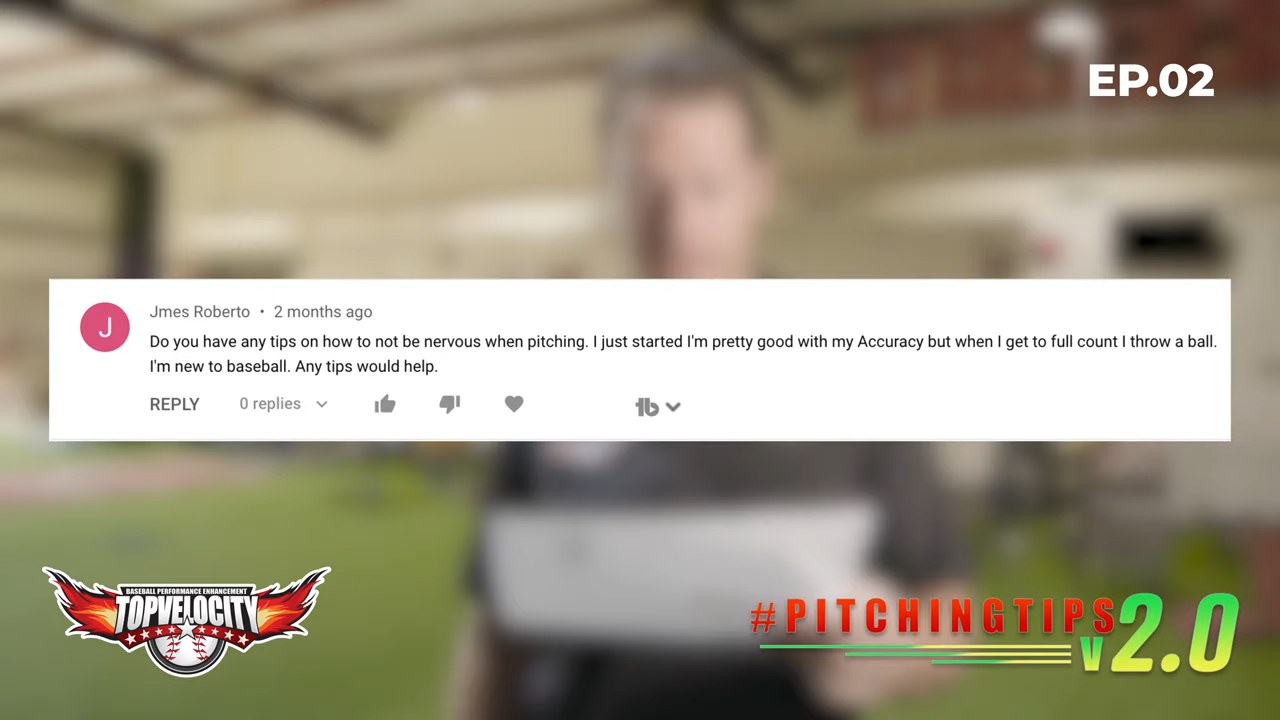 EP.02
J
Jmes Roberto • 2 months ago
Do you have any tips on how to not be nervous when pitching. I just started I'm pretty good with my Accuracy but when I get to full count I throw a ball.
I'm new to baseball. Any tips would help.
REPLY 0 replies
BASEBALL PERFORMANCE ENHANCEMENT
TOPVELOCITY
#PITCHINGTIPS
v2.0